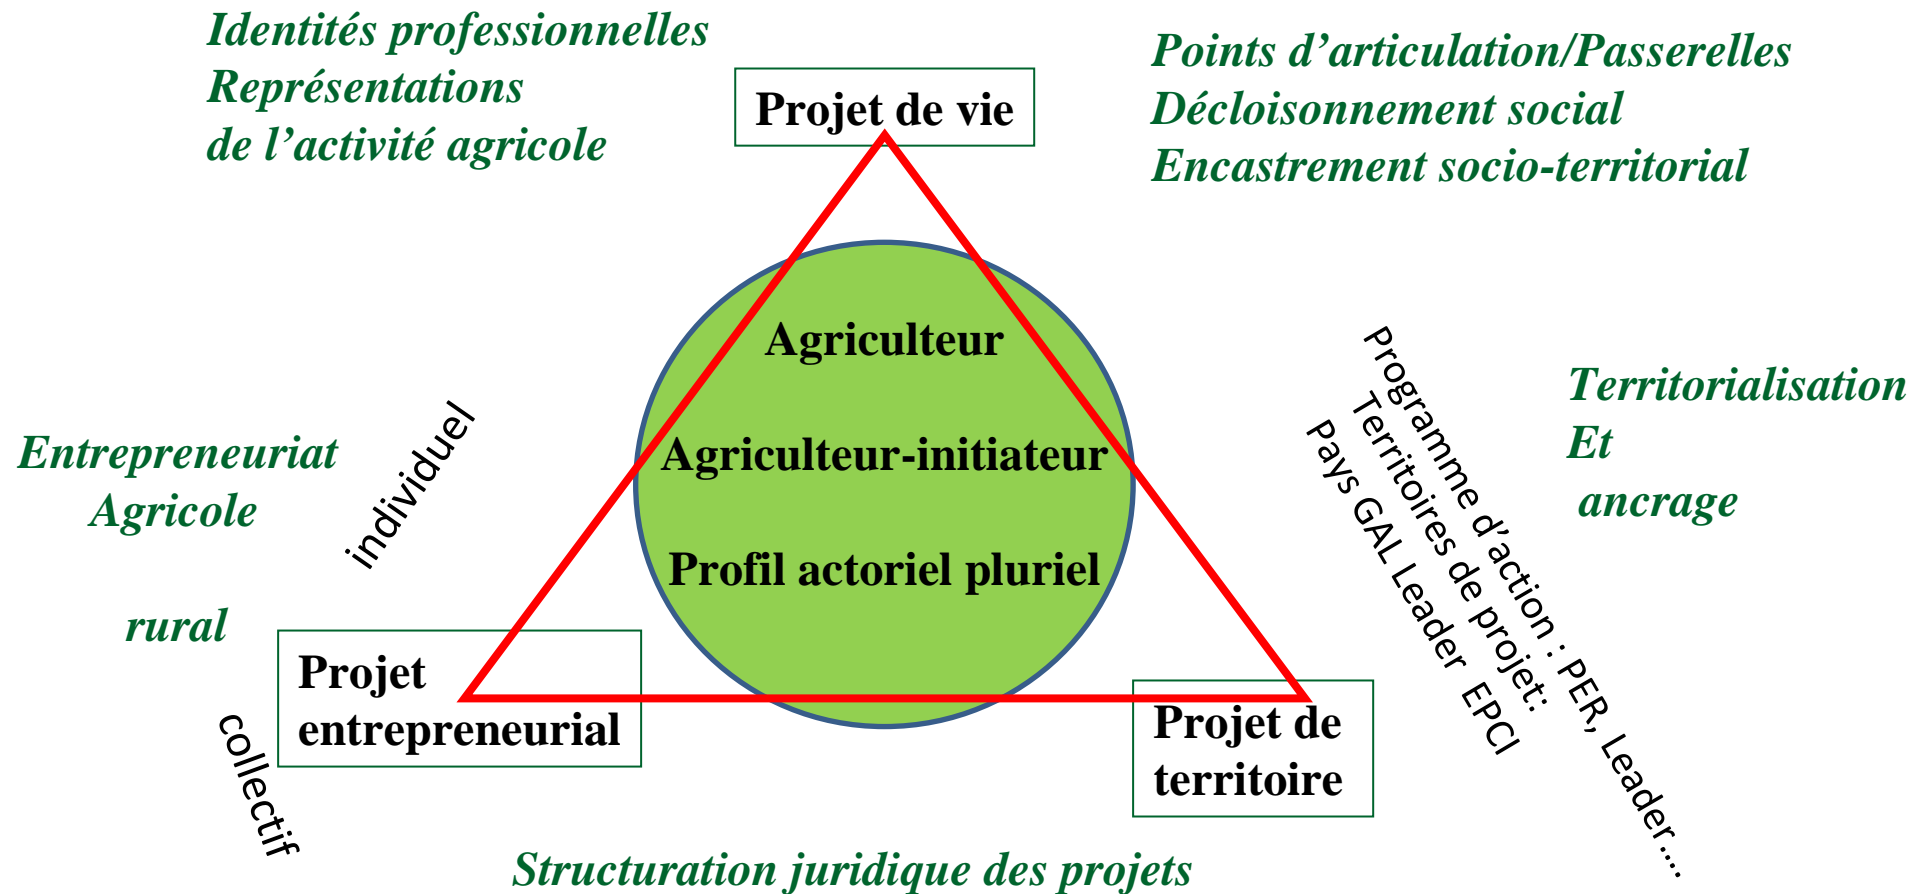 Identités professionnelles
Représentations
de l’activité agricole
Projet de vie
Points d’articulation/Passerelles
Décloisonnement social
Encastrement socio-territorial
Agriculteur
Agriculteur-initiateur
Profil actoriel pluriel
Entrepreneuriat
Agricole
rural
individuel
collectif
Projet
entrepreneurial
Projet de
territoire
Programme d’action : PER, Leader…
Territoires de projet:
Pays GAL Leader EPCI
Territorialisation
Et
ancrage
Structuration juridique des projets